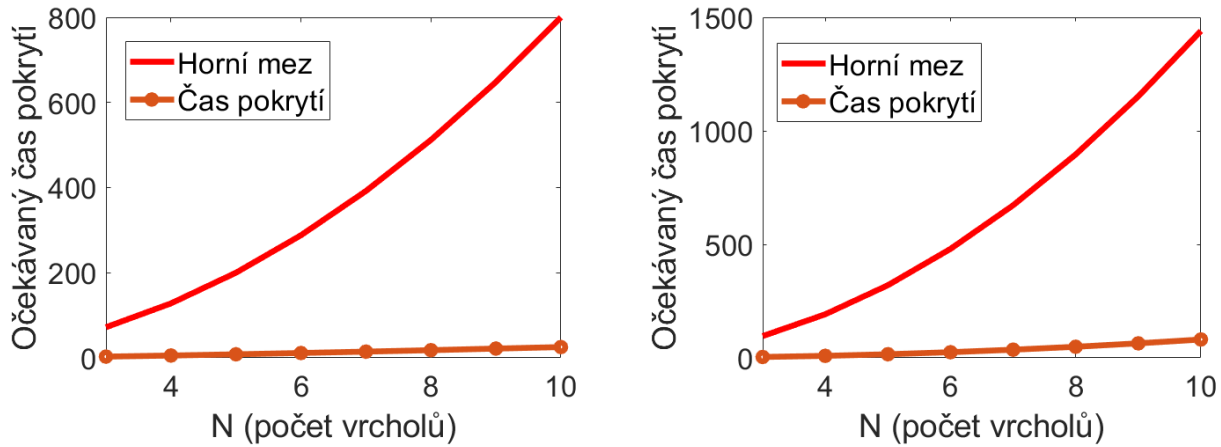 Očekávaný čas pokrytí
800
600
400
200
0
Horní mez
Čas pokrytí
4
6
8
10
N (počet vrcholů)
Očekávaný čas pokrytí
1500
1000
500
0
Horní mez
Čas pokrytí
4
6
8
10
N (počet vrcholů)